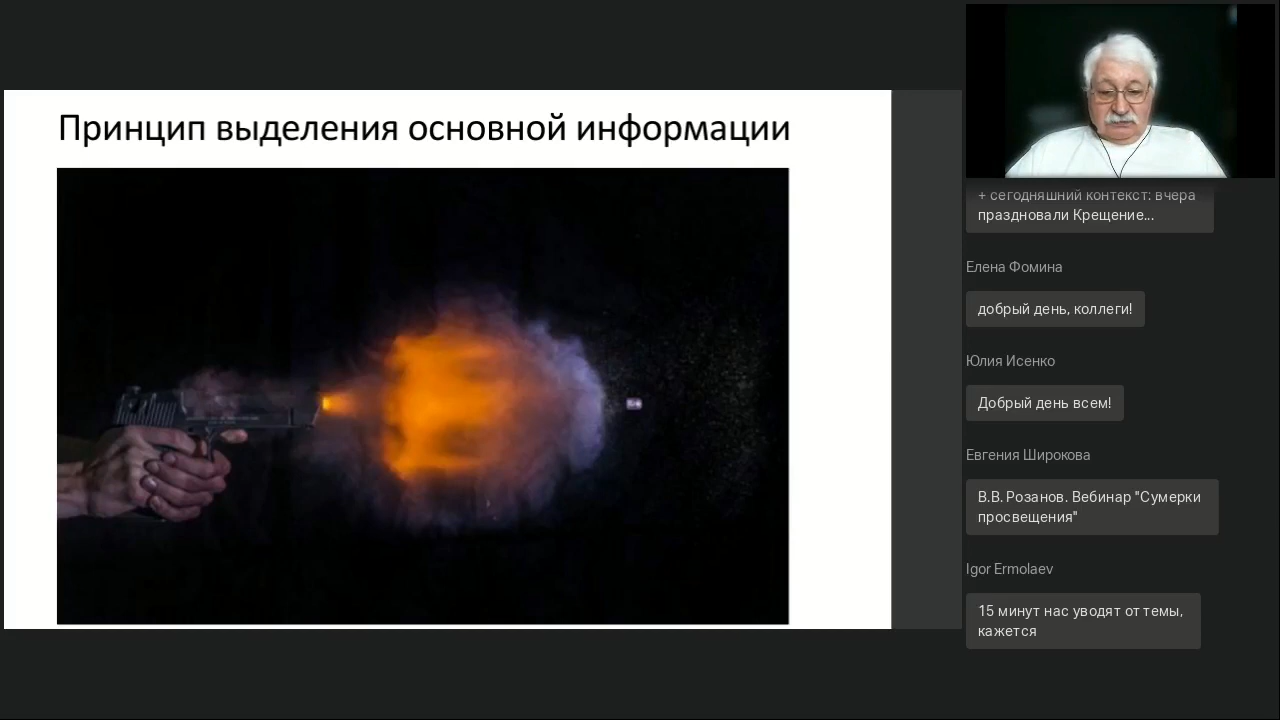 Принцип выделения основной информации
+ сегодняшний контекст: вчера
праздновали Крещение...
Елена Фомина
добрый день, коллеги!
Юлия Исенко
Добрый день всем!
Евгения Широкова
В.В. Розанов. Вебинар "Сумерки
просвещения"
Igor Ermolaev
15 минут нас уводят от темы,
кажется